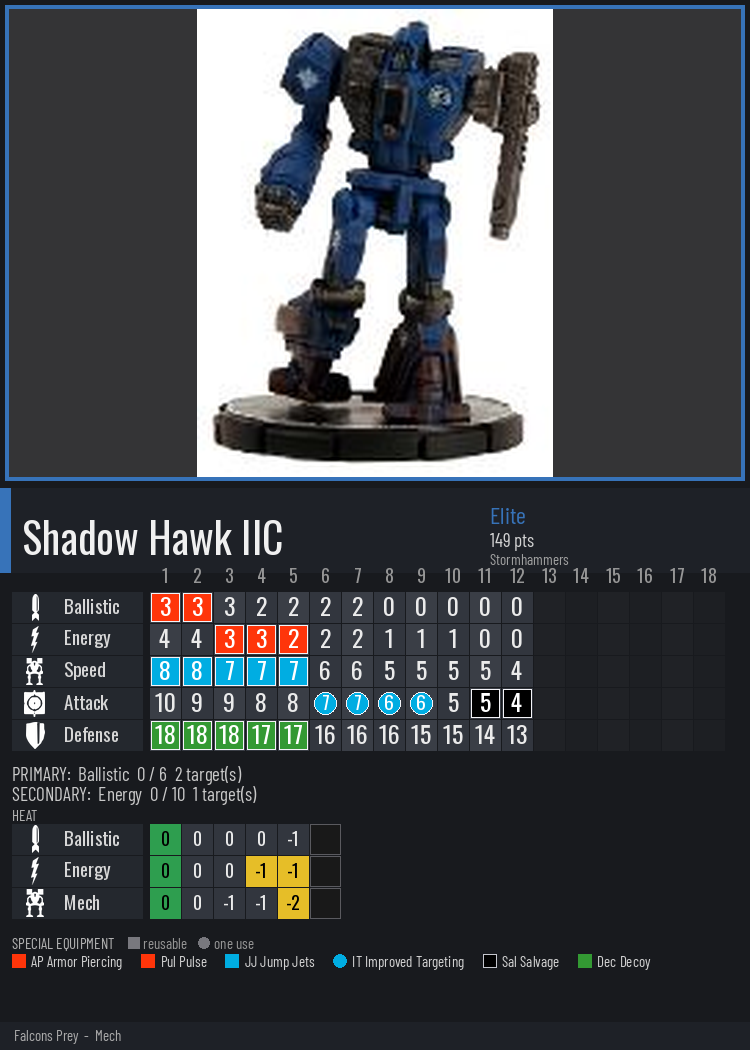 Shadow Hawk IIC
Elite
149 pts
Stormhammers
1 2 3 4 5 6 7 8 9 10 11 12 13 14 15 16 17 18
Ballistic 3 3 3 2 2 2 2 0 0 0 0 0
Energy 4 4 3 3 2 2 2 1 1 1 0 0
Speed 8 8 7 7 7 6 6 5 5 5 5 4
Attack 10 9 9 8 8 7 7 6 6 5 5 4
Defense 18 18 18 17 17 16 16 16 15 15 14 13
PRIMARY: Ballistic 0 / 6 2 target(s)
SECONDARY: Energy 0 / 10 1 target(s)
HEAT
Ballistic 0 0 0 0 -1
Energy 0 0 0 -1 -1
Mech 0 0 -1 -1 -2
SPECIAL EQUIPMENT reusable one use
AP Armor Piercing Pul Pulse JJ Jump Jets IT Improved Targeting Sal Salvage Dec Decoy
Falcons Prey - Mech